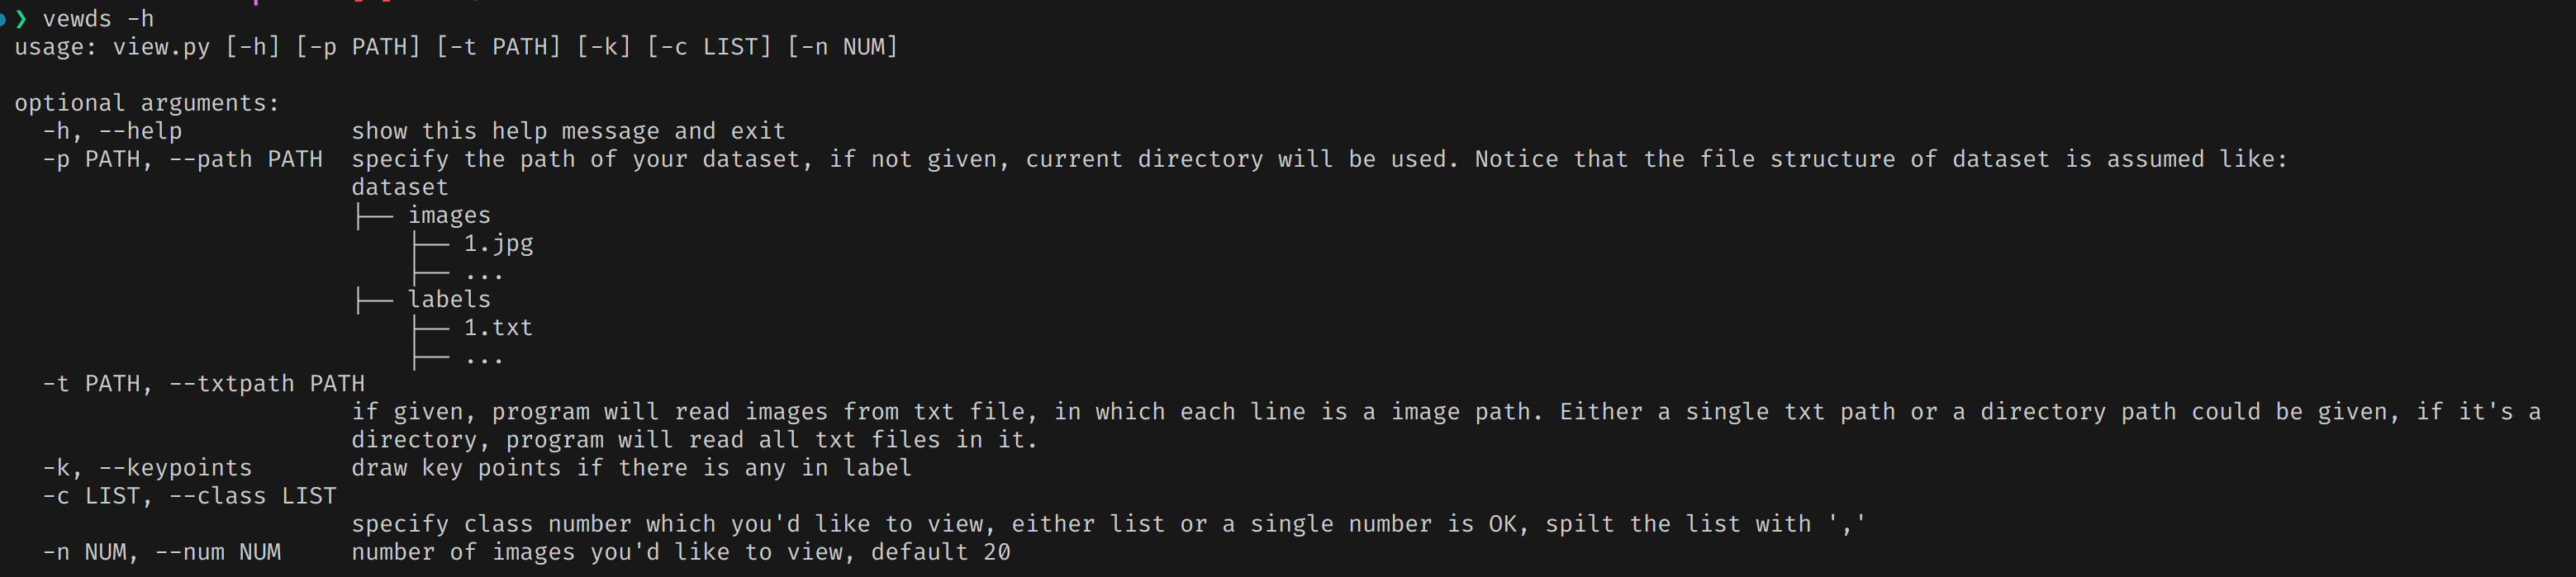 ❯ vewds -h
usage: view.py [-h] [-p PATH] [-t PATH] [-k] [-c LIST] [-n NUM]

optional arguments:
  -h, --help            show this help message and exit
  -p PATH, --path PATH  specify the path of your dataset, if not given, current directory will be used. Notice that the file structure of dataset is assumed like:
                        dataset
                        ├── images
                            ├── 1.jpg
                            ├── ...
                        ├── labels
                            ├── 1.txt
                            ├── ...
  -t PATH, --txtpath PATH
                        if given, program will read images from txt file, in which each line is a image path. Either a single txt path or a directory path could be given, if it's a
                        directory, program will read all txt files in it.
  -k, --keypoints       draw key points if there is any in label
  -c LIST, --class LIST
                        specify class number which you'd like to view, either list or a single number is OK, spilt the list with ','
  -n NUM, --num NUM     number of images you'd like to view, default 20